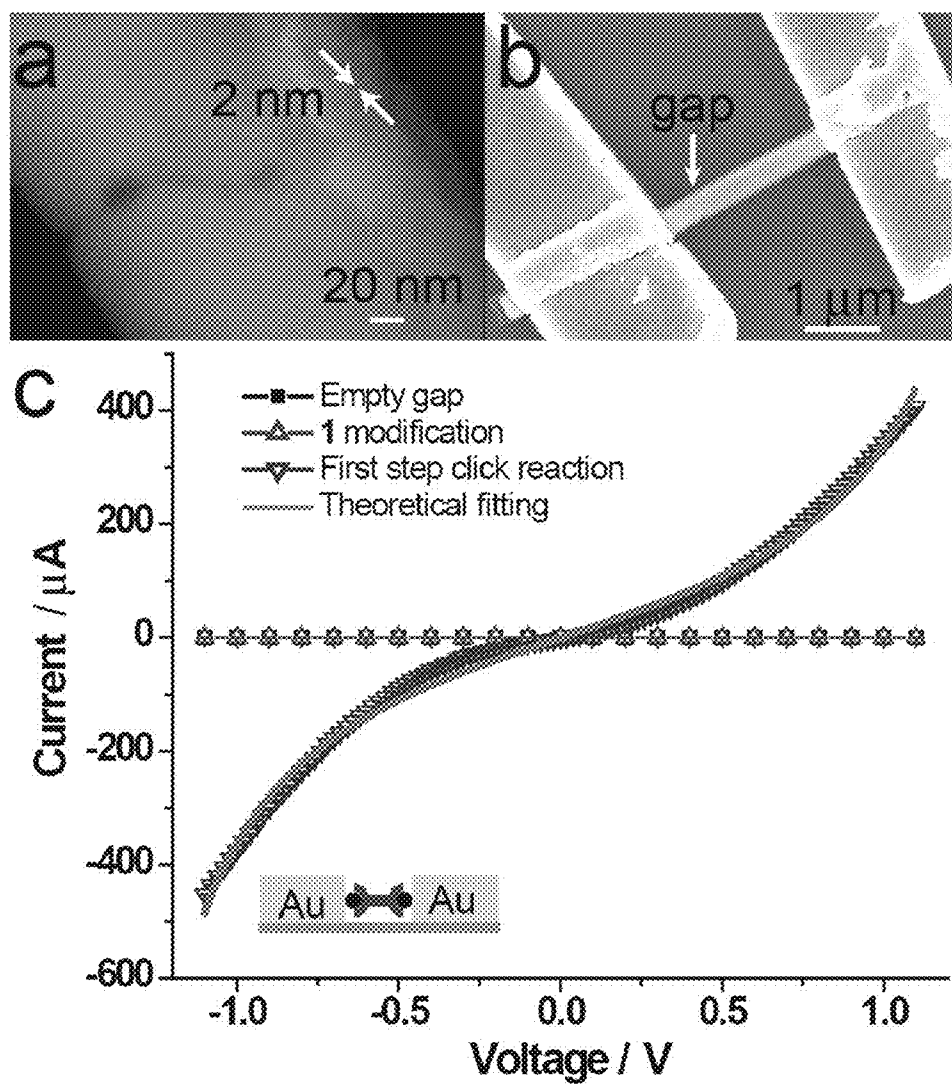 a
2 nm
20 nm
b
gap
1 µm
c
Empty gap
1 modification
First step click reaction
Theoretical fitting
400
200
0
-200
-400
-600
Current / µA
Au Au
-1.0 -0.5 0.0 0.5 1.0
Voltage / V